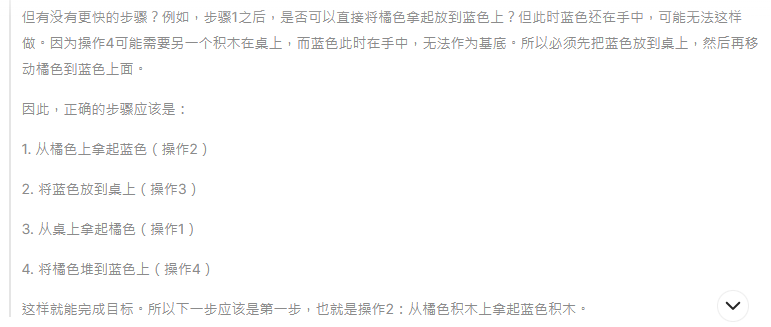 但有没有更快的步骤？例如，步骤1之后，是否可以直接将橘色拿起放到蓝色上？但此时蓝色还在手中，可能无法这样
做。因为操作4可能需要另一个积木在桌上，而蓝色此时在手中，无法作为基底。所以必须先把蓝色放到桌上，然后再移
动橘色到蓝色上面。
因此，正确的步骤应该是：
1. 从橘色上拿起蓝色（操作2）
2. 将蓝色放到桌上（操作3）
3. 从桌上拿起橘色（操作1）
4. 将橘色堆到蓝色上（操作4）
这样就能完成目标。所以下一步应该是第一步，也就是操作2：从橘色积木上拿起蓝色积木。